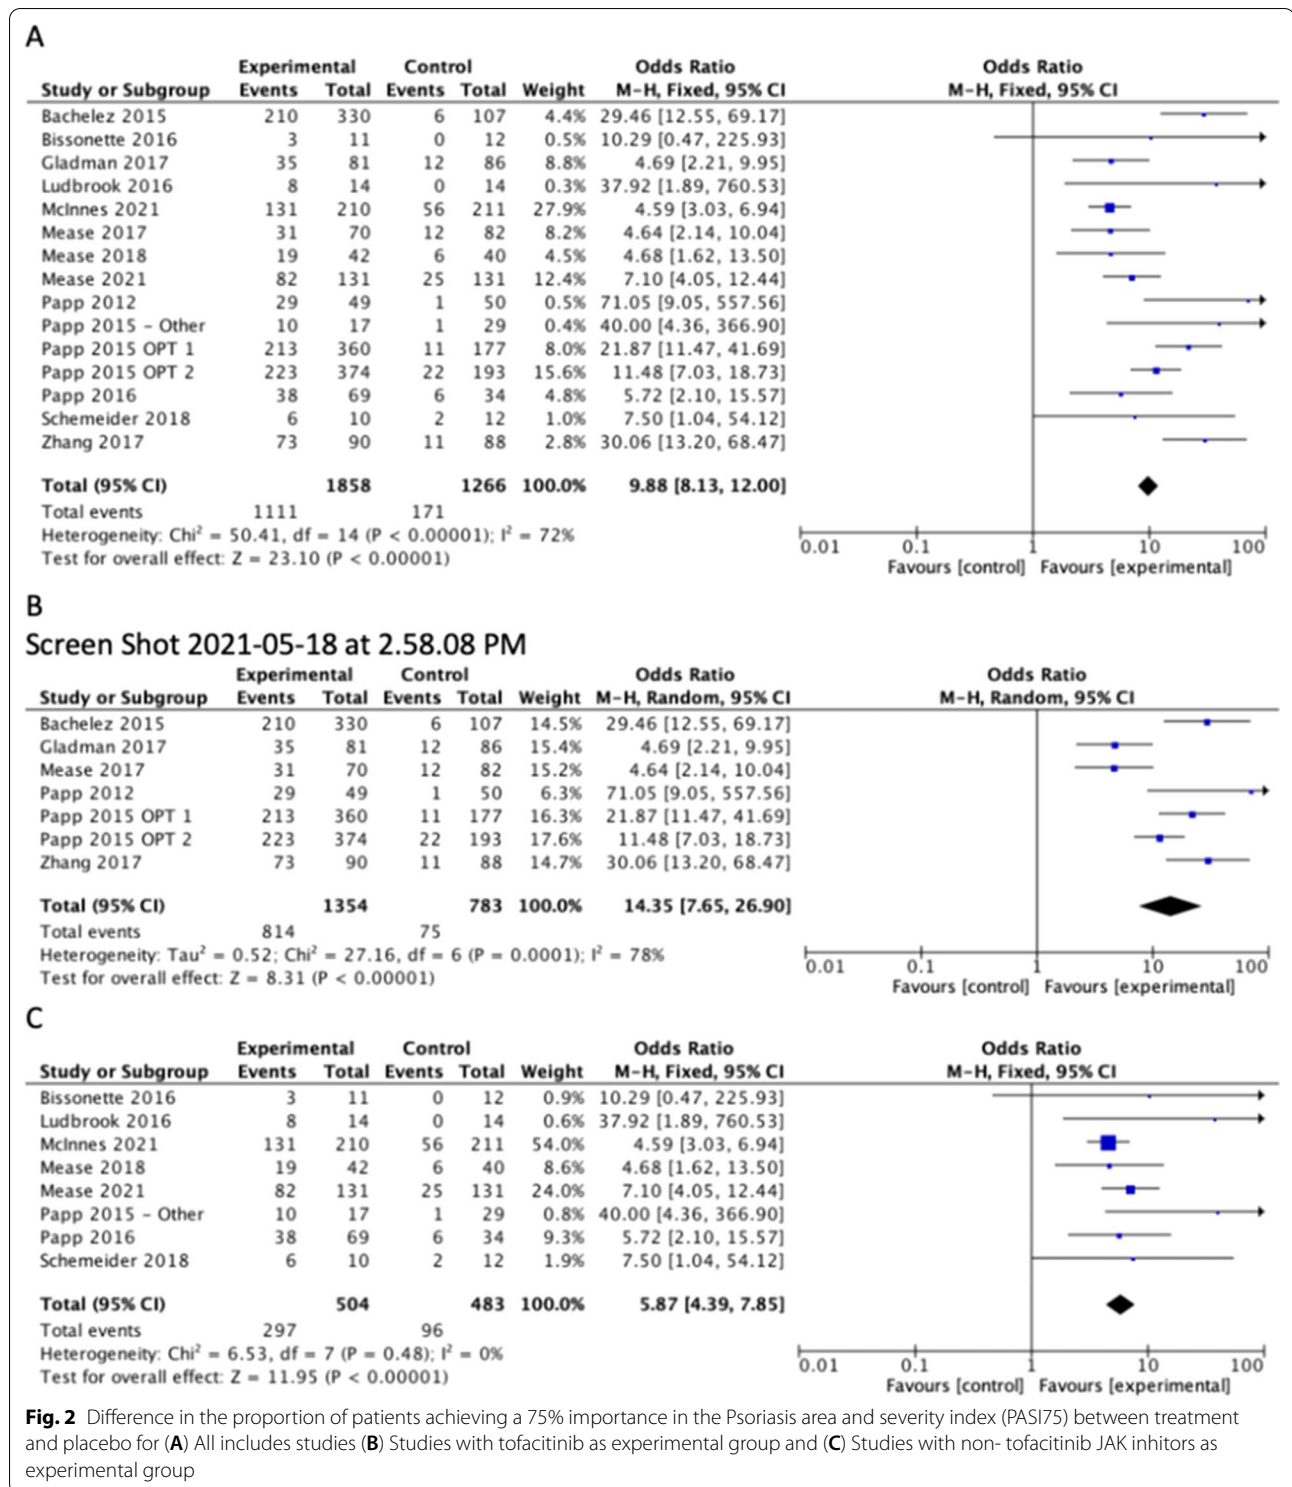 A
Experimental Control Odds Ratio Odds Ratio
Study or Subgroup Events Total Events Total Weight M-H, Fixed, 95% CI M-H, Fixed, 95% CI
Bachelez 2015 210 330 6 107 4.4% 29.46 [12.55, 69.17]
Bissonette 2016 3 11 0 12 0.5% 10.29 [0.47, 225.93]
Gladman 2017 35 81 12 86 8.8% 4.69 [2.21, 9.95]
Ludbrook 2016 8 14 0 14 0.3% 37.92 [1.89, 760.53]
McInnes 2021 131 210 56 211 27.9% 4.59 [3.03, 6.94]
Mease 2017 31 70 12 82 8.2% 4.64 [2.14, 10.04]
Mease 2018 19 42 6 40 4.5% 4.68 [1.62, 13.50]
Mease 2021 82 131 25 131 12.4% 7.10 [4.05, 12.44]
Papp 2012 29 49 1 50 0.5% 71.05 [9.05, 557.56]
Papp 2015 - Other 10 17 1 29 0.4% 40.00 [4.36, 366.90]
Papp 2015 OPT 1 213 360 11 177 8.0% 21.87 [11.47, 41.69]
Papp 2015 OPT 2 223 374 22 193 15.6% 11.48 [7.03, 18.73]
Papp 2016 38 69 6 34 4.8% 5.72 [2.10, 15.57]
Schemeider 2018 6 10 2 12 1.0% 7.50 [1.04, 54.12]
Zhang 2017 73 90 11 88 2.8% 30.06 [13.20, 68.47]
Total (95% CI) 1858 1266 100.0% 9.88 [8.13, 12.00]
Total events 1111 171
Heterogeneity: Chi² = 50.41, df = 14 (P < 0.00001); I² = 72%
Test for overall effect: Z = 23.10 (P < 0.00001)
0.01 0.1 1 10 100
Favours [control] Favours [experimental]
B
Screen Shot 2021-05-18 at 2.58.08 PM
Experimental Control Odds Ratio Odds Ratio
Study or Subgroup Events Total Events Total Weight M-H, Random, 95% CI M-H, Random, 95% CI
Bachelez 2015 210 330 6 107 14.5% 29.46 [12.55, 69.17]
Gladman 2017 35 81 12 86 15.4% 4.69 [2.21, 9.95]
Mease 2017 31 70 12 82 15.2% 4.64 [2.14, 10.04]
Papp 2012 29 49 1 50 6.3% 71.05 [9.05, 557.56]
Papp 2015 OPT 1 213 360 11 177 16.3% 21.87 [11.47, 41.69]
Papp 2015 OPT 2 223 374 22 193 17.6% 11.48 [7.03, 18.73]
Zhang 2017 73 90 11 88 14.7% 30.06 [13.20, 68.47]
Total (95% CI) 1354 783 100.0% 14.35 [7.65, 26.90]
Total events 814 75
Heterogeneity: Tau² = 0.52; Chi² = 27.16, df = 6 (P = 0.0001); I² = 78%
Test for overall effect: Z = 8.31 (P < 0.00001)
0.01 0.1 1 10 100
Favours [control] Favours [experimental]
C
Experimental Control Odds Ratio Odds Ratio
Study or Subgroup Events Total Events Total Weight M-H, Fixed, 95% CI M-H, Fixed, 95% CI
Bissonette 2016 3 11 0 12 0.9% 10.29 [0.47, 225.93]
Ludbrook 2016 8 14 0 14 0.6% 37.92 [1.89, 760.53]
McInnes 2021 131 210 56 211 54.0% 4.59 [3.03, 6.94]
Mease 2018 19 42 6 40 8.6% 4.68 [1.62, 13.50]
Mease 2021 82 131 25 131 24.0% 7.10 [4.05, 12.44]
Papp 2015 - Other 10 17 1 29 0.8% 40.00 [4.36, 366.90]
Papp 2016 38 69 6 34 9.3% 5.72 [2.10, 15.57]
Schemeider 2018 6 10 2 12 1.9% 7.50 [1.04, 54.12]
Total (95% CI) 504 483 100.0% 5.87 [4.39, 7.85]
Total events 297 96
Heterogeneity: Chi² = 6.53, df = 7 (P = 0.48); I² = 0%
Test for overall effect: Z = 11.95 (P < 0.00001)
0.01 0.1 1 10 100
Favours [control] Favours [experimental]
Fig. 2 Difference in the proportion of patients achieving a 75% importance in the Psoriasis area and severity index (PASI75) between treatment
and placebo for (A) All includes studies (B) Studies with tofacitinib as experimental group and (C) Studies with non- tofacitinib JAK inhitors as
experimental group